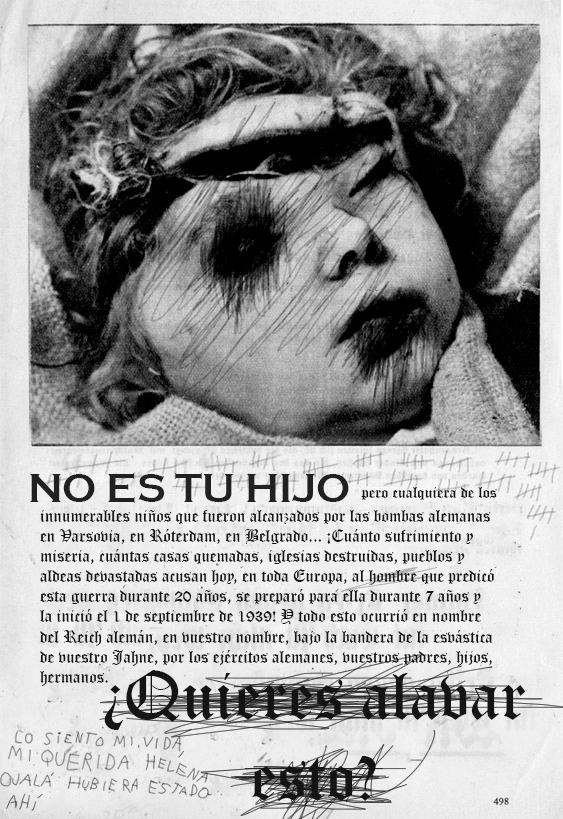 NO ES TU HIJO pero cualquiera de los
innumerables niños que fueron alcanzados por las bombas alemanas
en Varsovia, en Róterdam, en Belgrado... ¡Cuánto sufrimiento y
miseria, cuántas casas quemadas, iglesias destruidas, pueblos y
aldeas devastadas acusan hoy, en toda Europa, al hombre que predicó
esta guerra durante 20 años, se preparó para ella durante 7 años y
la inició el 1 de septiembre de 1939! Y todo esto ocurrió en nombre
del Reich alemán, en vuestro nombre, bajo la bandera de la esvástica
de vuestro Jahne, por los ejércitos alemanes, vuestros padres, hijos,
hermanos.
¿Quieres alavar
esto?
LO SIENTO MI VIDA
MI QUERIDA HELENA
OJALÁ HUBIERA ESTADO
AHÍ
498